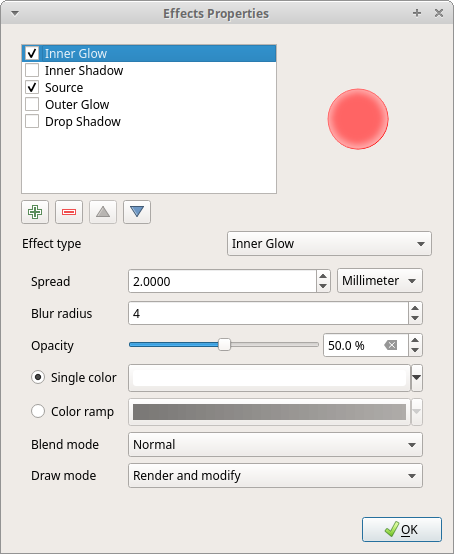 Effects Properties
Inner Glow
Inner Shadow
Source
Outer Glow
Drop Shadow
Effect type
Inner Glow
Spread
2.0000
Millimeter
Blur radius
4
Opacity
50.0 %
Single color
Color ramp
Blend mode
Normal
Draw mode
Render and modify
OK